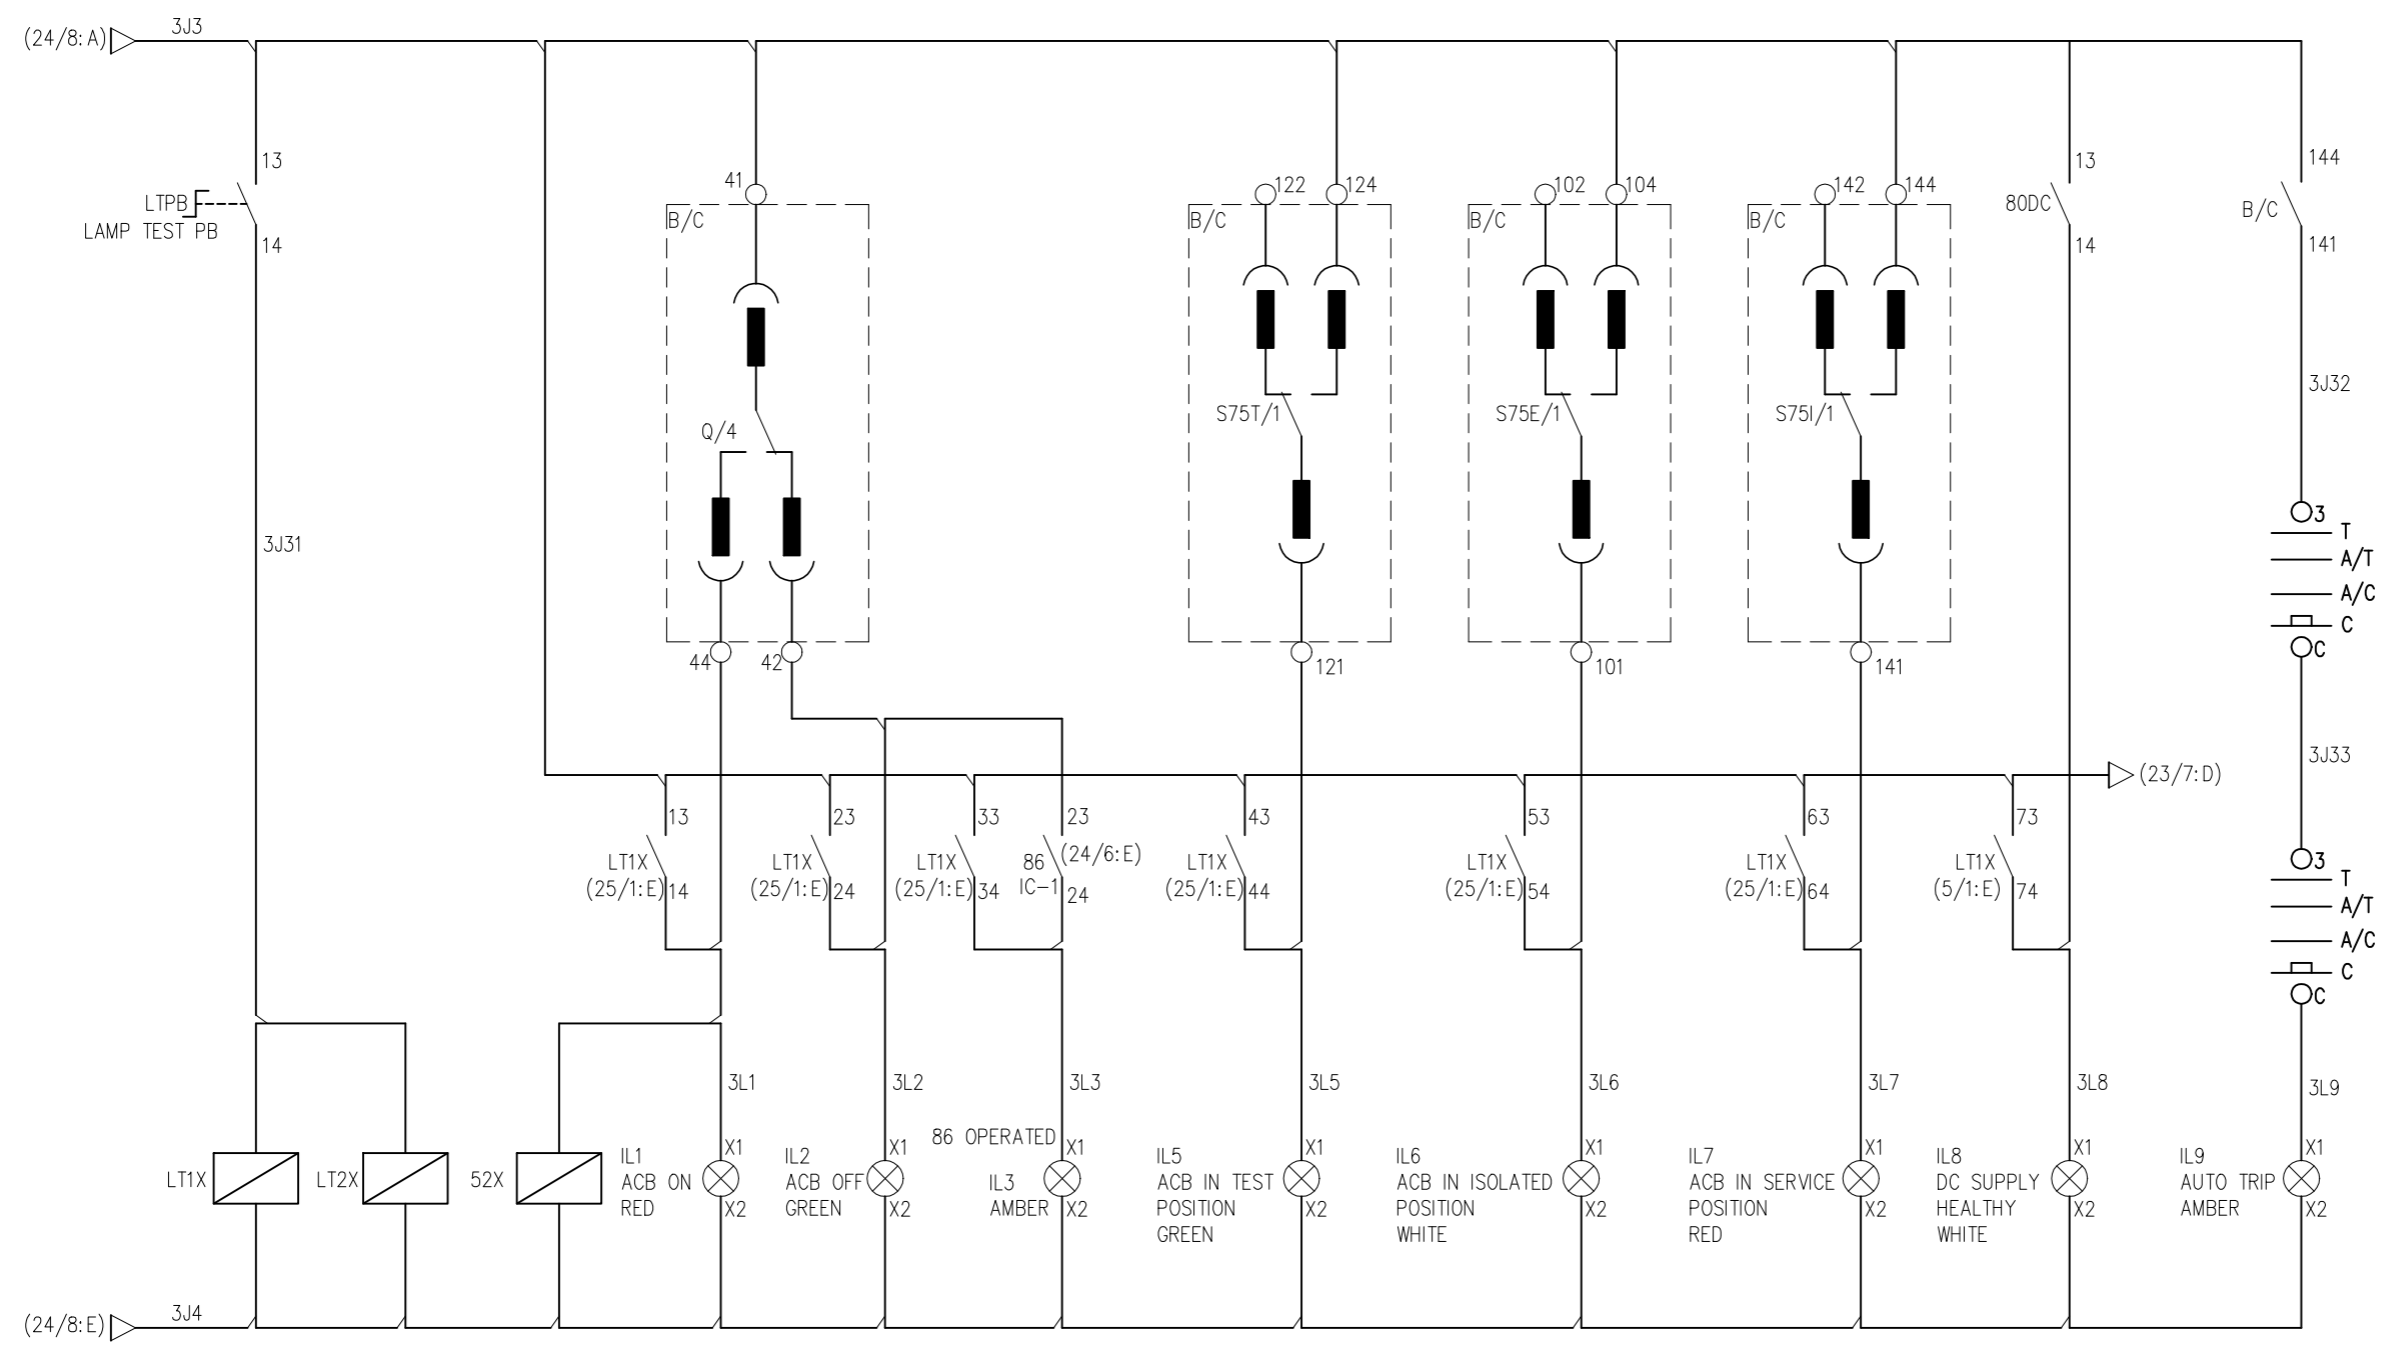 (24/8:A)
3J3
13
LTPB
LAMP TEST PB
14
41
B/C
122
124
B/C
102
104
B/C
142
144
B/C
13
80DC
14
144
B/C
141
Q/4
S75T/1
S75E/1
S75I/1
3J32
3J31
3
T
A/T
A/C
C
C
44
42
121
101
141
3J33
(23/7:D)
13
LT1X
(25/1:E)
14
23
LT1X
(25/1:E)
24
33
LT1X
(25/1:E)
34
23
86
(24/6:E)
IC-1
24
43
LT1X
(25/1:E)
44
53
LT1X
(25/1:E)
54
63
LT1X
(25/1:E)
64
73
LT1X
(5/1:E)
74
3
T
A/T
A/C
C
C
3L1
3L2
3L3
3L5
3L6
3L7
3L8
3L9
LT1X
LT2X
52X
IL1
ACB ON
RED
X1
X2
IL2
ACB OFF
GREEN
X1
X2
86 OPERATED
IL3
AMBER
X1
X2
IL5
ACB IN TEST
POSITION
GREEN
X1
X2
IL6
ACB IN ISOLATED
POSITION
WHITE
X1
X2
IL7
ACB IN SERVICE
POSITION
RED
X1
X2
IL8
DC SUPPLY
HEALTHY
WHITE
X1
X2
IL9
AUTO TRIP
AMBER
X1
X2
(24/8:E)
3J4